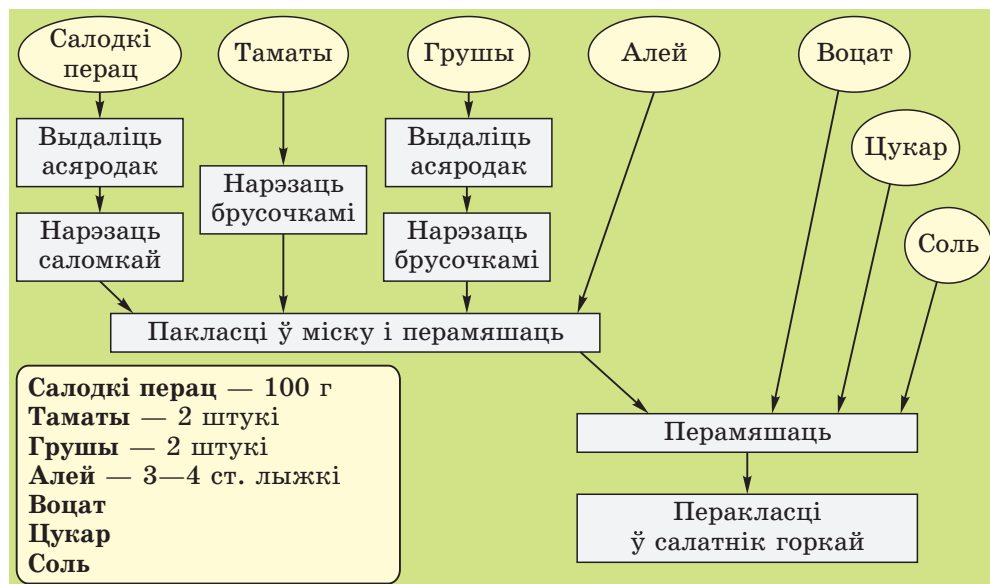 Салодкі
перац
Таматы
Грушы
Алей
Воцат
Цукар
Соль
Выдаліць
асяродак
Нарэзаць
саломкай
Нарэзаць
брусочкамі
Выдаліць
асяродак
Нарэзаць
брусочкамі
Пакласці ў міску і перамяшаць
Перамяшаць
Перакласці
ў салатнік горкай
Салодкі перац — 100 г
Таматы — 2 штукі
Грушы — 2 штукі
Алей — 3—4 ст. лыжкі
Воцат
Цукар
Соль